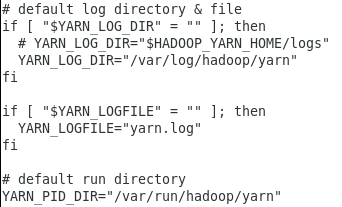 # default log directory & file
if [ "$YARN_LOG_DIR" = "" ]; then
  # YARN_LOG_DIR="$HADOOP_YARN_HOME/logs"
  YARN_LOG_DIR="/var/log/hadoop/yarn"
fi

if [ "$YARN_LOGFILE" = "" ]; then
  YARN_LOGFILE="yarn.log"
fi

# default run directory
YARN_PID_DIR="/var/run/hadoop/yarn"